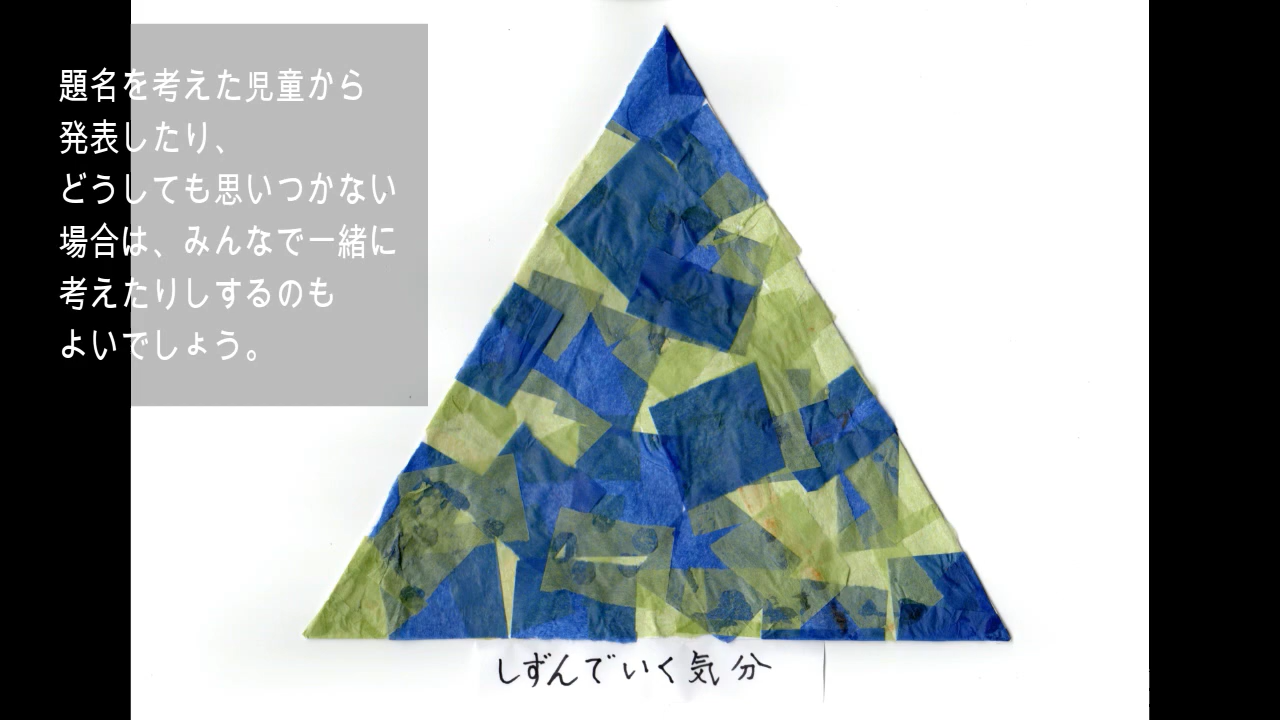 題名を考えた児童から
発表したり、
どうしても思いつかない
場合は、みんなで一緒に
考えたりしするのも
よいでしょう。
しずんでいく気分